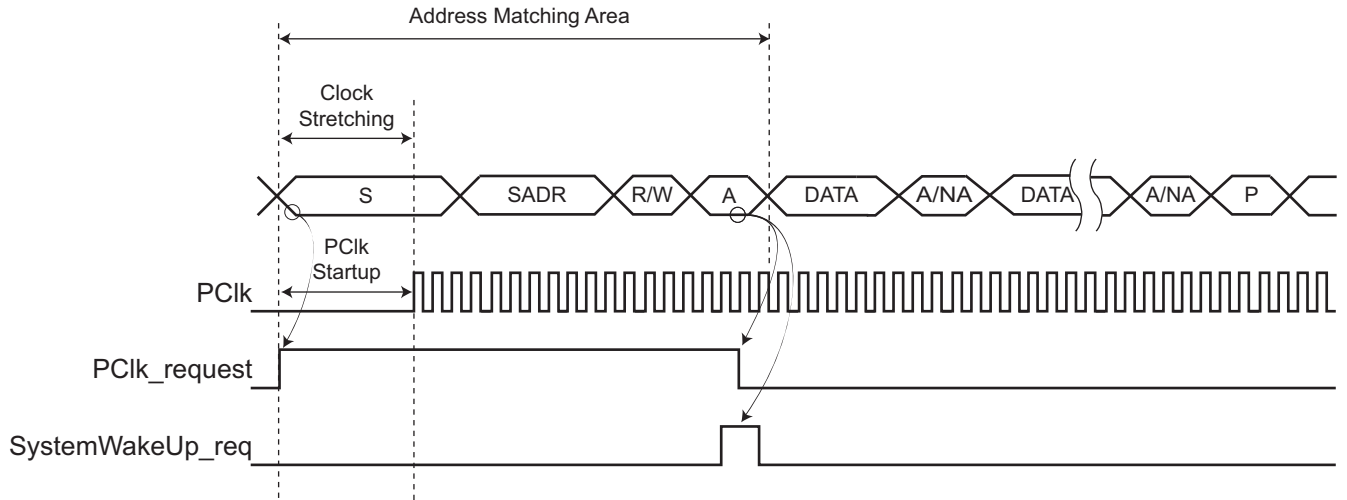 Address Matching Area
Clock
Stretching
S
SADR
R/W
A
DATA
A/NA
DATA
A/NA
P
PClk
Startup
PClk
PClk_request
SystemWakeUp_req